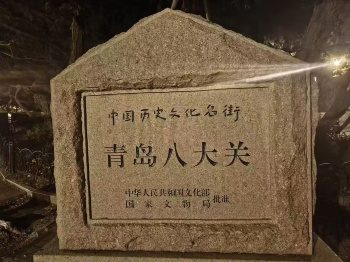 中国历史文化名街
青岛八大关
中华人民共和国文化部
国家文物局 批准